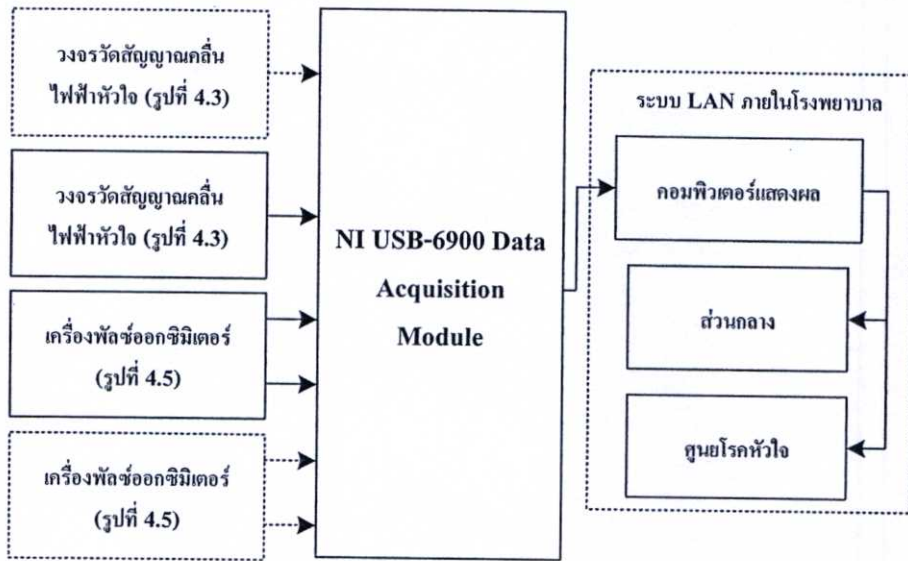 วงจรวัดสัญญาณคลื่น
ไฟฟ้าหัวใจ (รูปที่ 4.3)
วงจรวัดสัญญาณคลื่น
ไฟฟ้าหัวใจ (รูปที่ 4.3)
เครื่องพัลซ์ออกซิมิเตอร์
(รูปที่ 4.5)
เครื่องพัลซ์ออกซิมิเตอร์
(รูปที่ 4.5)
NI USB-6900 Data
Acquisition
Module
ระบบ LAN ภายในโรงพยาบาล
คอมพิวเตอร์แสดงผล
ส่วนกลาง
ศูนย์โรคหัวใจ